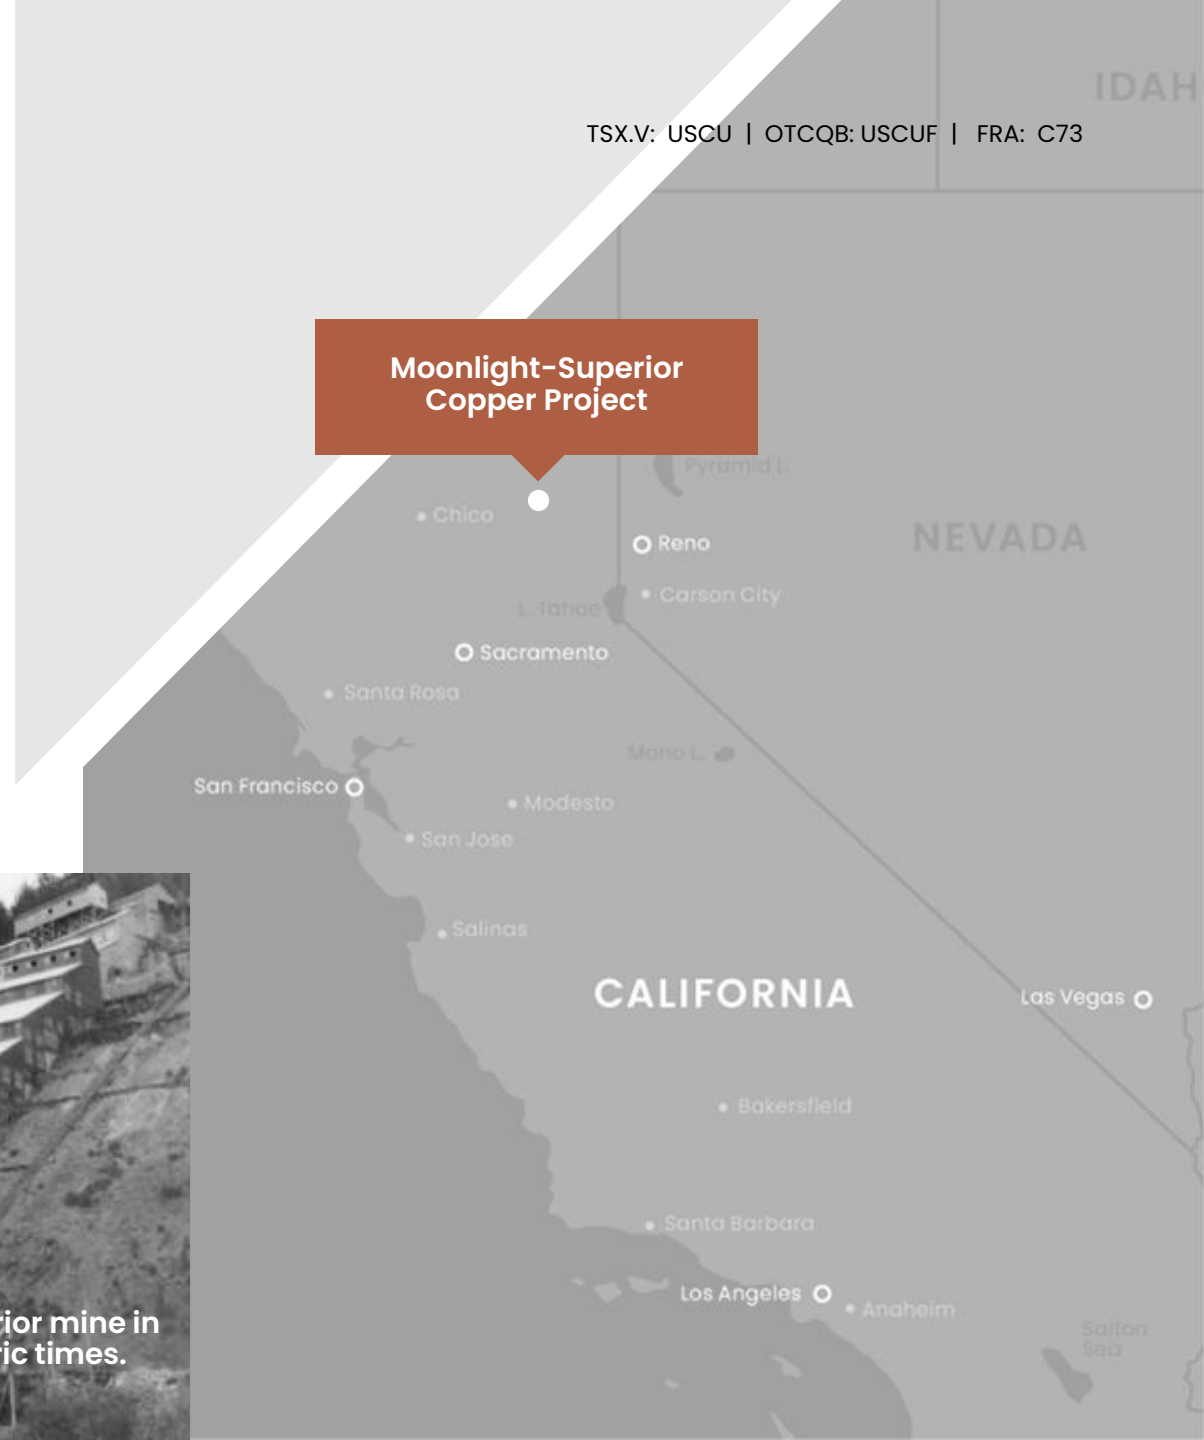 IDAH
TSX.V: USCU | OTCQB: USCUF | FRA: C73
Moonlight-Superior
Copper Project
Pyramid L.
Chico
NEVADA
Reno
Carson City
L. Tahoe
Sacramento
Santa Rosa
Mono L.
San Francisco
Modesto
San Jose
Salinas
CALIFORNIA
Las Vegas
Bakersfield
Santa Barbara
Los Angeles
Anaheim
rior mine in
ric times.
Salton
Sea